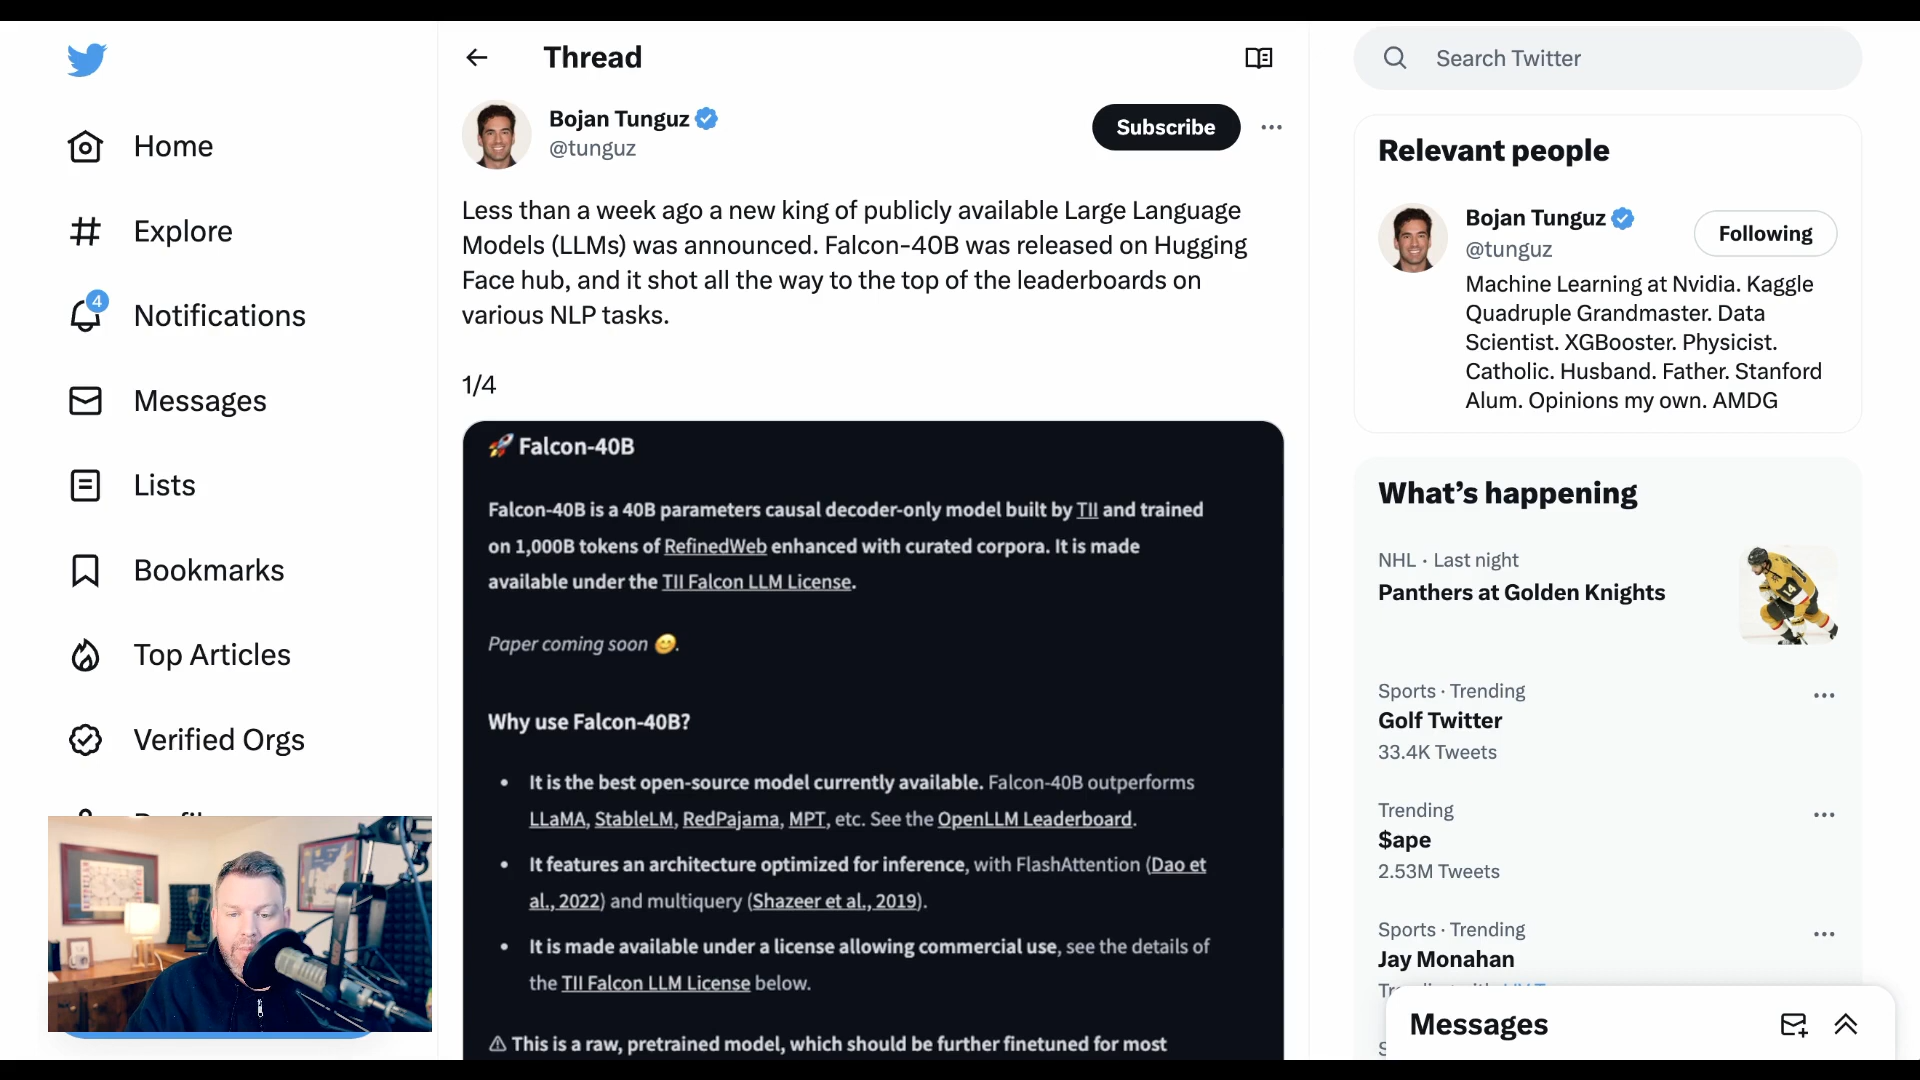 Home
Explore
4
Notifications
Messages
Lists
Bookmarks
Top Articles
Verified Orgs
Thread
Bojan Tunguz
@tunguz
Subscribe
Less than a week ago a new king of publicly available Large Language
Models (LLMs) was announced. Falcon-40B was released on Hugging
Face hub, and it shot all the way to the top of the leaderboards on
various NLP tasks.
1/4
🚀 Falcon-40B
Falcon-40B is a 40B parameters causal decoder-only model built by TII and trained
on 1,000B tokens of RefinedWeb enhanced with curated corpora. It is made
available under the TII Falcon LLM License.
Paper coming soon 😊.
Why use Falcon-40B?
• It is the best open-source model currently available. Falcon-40B outperforms
LLaMA, StableLM, RedPajama, MPT, etc. See the OpenLLM Leaderboard.
• It features an architecture optimized for inference, with FlashAttention (Dao et
al., 2022) and multiquery (Shazeer et al., 2019).
• It is made available under a license allowing commercial use, see the details of
the TII Falcon LLM License below.
⚠ This is a raw, pretrained model, which should be further finetuned for most
Search Twitter
Relevant people
Bojan Tunguz
@tunguz
Following
Machine Learning at Nvidia. Kaggle
Quadruple Grandmaster. Data
Scientist. XGBooster. Physicist.
Catholic. Husband. Father. Stanford
Alum. Opinions my own. AMDG
What's happening
NHL · Last night
Panthers at Golden Knights
Sports · Trending
Golf Twitter
33.4K Tweets
Trending
$ape
2.53M Tweets
Sports · Trending
Jay Monahan
Messages